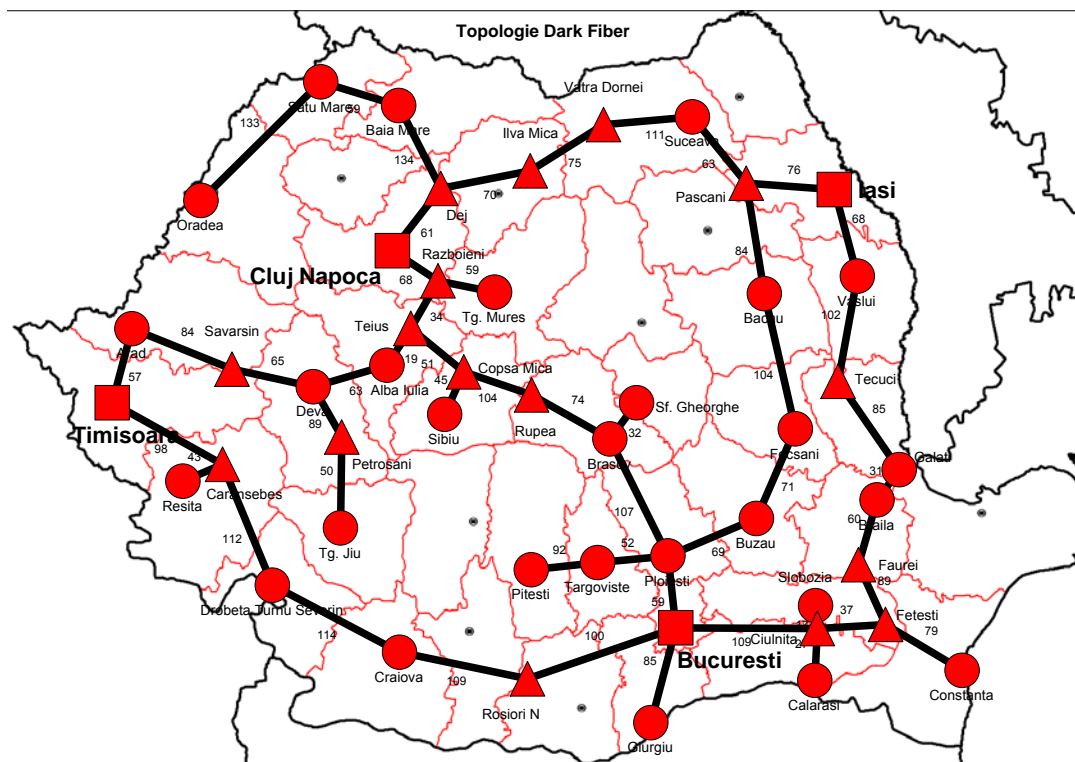 Topologie Dark Fiber
Vatra Dornei
Satu Mare
59
133
Baia Mare
Ilva Mica
111
Suceava
134
75
63
76
Iasi
70
Pascani
Oradea
Dej
68
61
84
Razboieni
Cluj Napoca
68
59
Tg. Mures
Vaslui
Bacau
102
34
Teius
84
Savarsin
Arad
65
19
51
Copsa Mica
Tecuci
57
63
Alba Iulia
45
104
104
Deva
74
Sf. Gheorghe
85
89
Sibiu
Rupea
32
Timisoara
98
43
Petrosani
Brasov
Focsani
Galati
31
50
Resita
Caransebes
71
Braila
107
60
Buzau
Tg. Jiu
112
92
52
69
Slobozia
Faurei
Pitesti
Targoviste
Ploiesti
89
Drobeta Turnu Severin
59
37
Fetesti
114
100
109
Ciulnita
79
85
Bucuresti
Craiova
109
Constanta
Calarasi
Rosiori N
Giurgiu